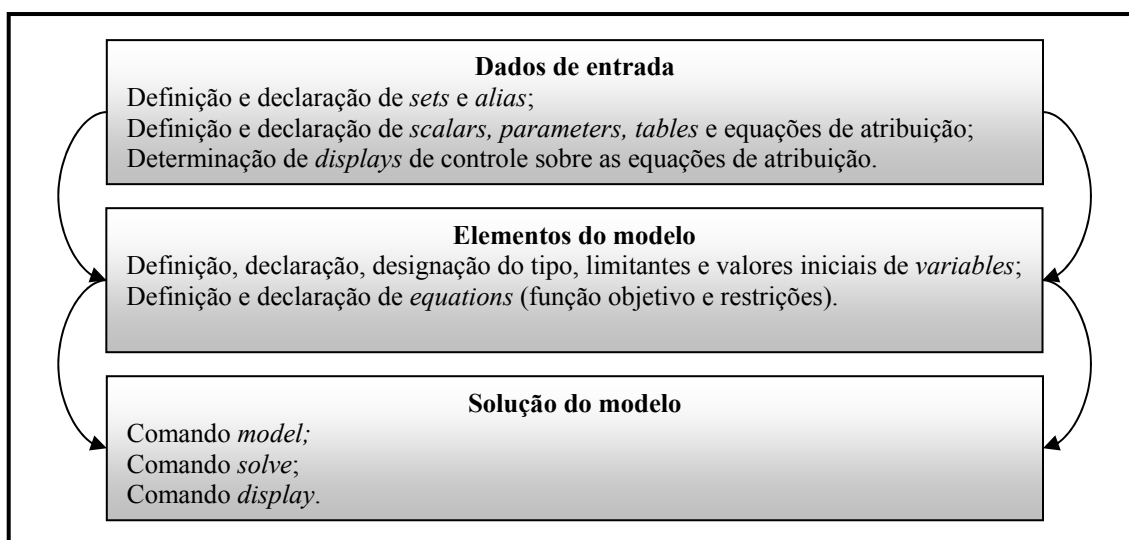 Dados de entrada
Definição e declaração de sets e alias;
Definição e declaração de scalars, parameters, tables e equações de atribuição;
Determinação de displays de controle sobre as equações de atribuição.
Elementos do modelo
Definição, declaração, designação do tipo, limitantes e valores iniciais de variables;
Definição e declaração de equations (função objetivo e restrições).
Solução do modelo
Comando model;
Comando solve;
Comando display.